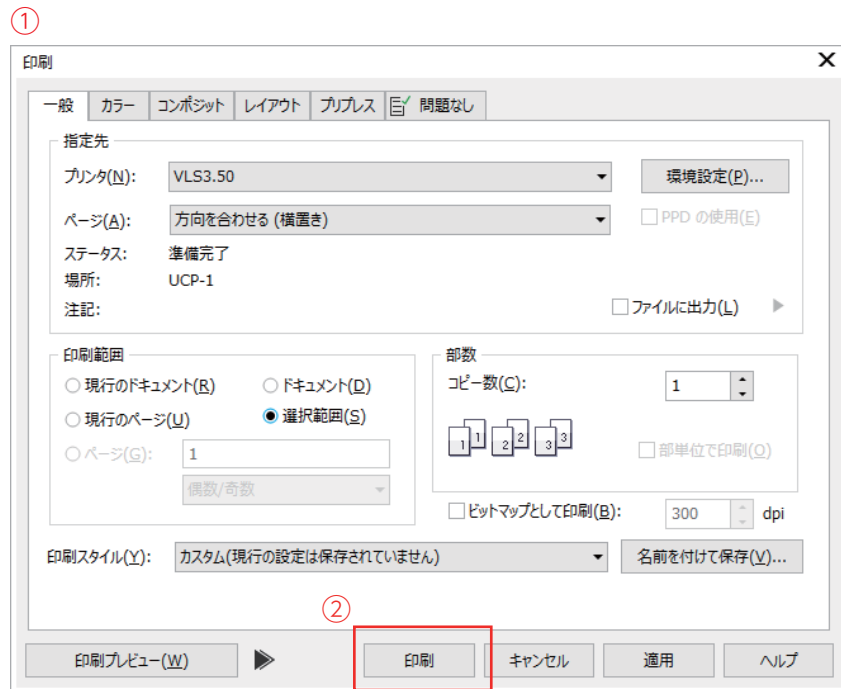 ①
印刷
一般 カラー コンポジット レイアウト プリプレス 問題なし
指定先
プリンタ(N): VLS3.50 環境設定(P)...
ページ(A): 方向を合わせる (横置き) PPD の使用(E)
ステータス: 準備完了
場所: UCP-1
注記: ファイルに出力(L)
印刷範囲
現行のドキュメント(R) ドキュメント(D)
現行のページ(U) 選択範囲(S)
ページ(G): 1
偶数/奇数
部数
コピー数(C): 1
1 1 2 2 3 3
部単位で印刷(O)
ビットマップとして印刷(B): 300 dpi
印刷スタイル(Y): カスタム(現行の設定は保存されていません) 名前を付けて保存(V)...
②
印刷プレビュー(W) 印刷 キャンセル 適用 ヘルプ